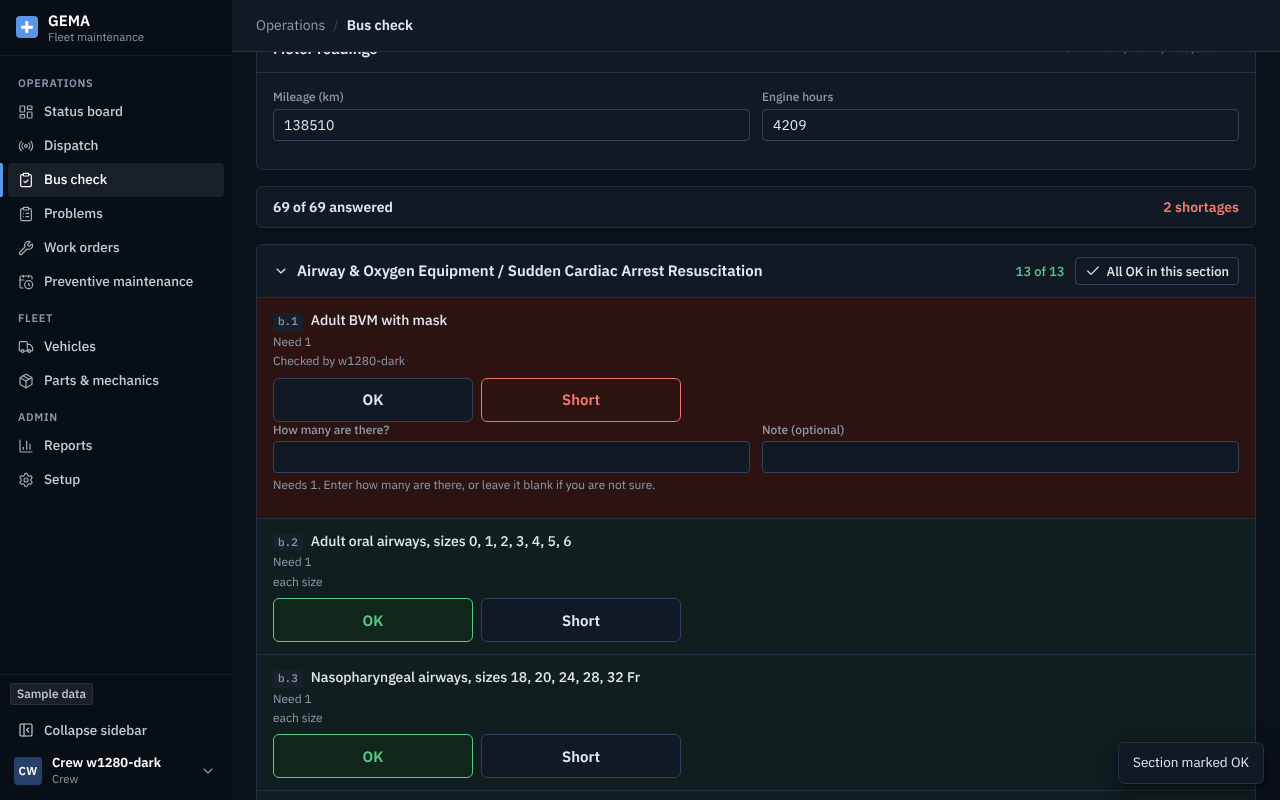 GEMA
Fleet maintenance
Operations / Bus check
OPERATIONS
Status board
Dispatch
Bus check
Problems
Work orders
Preventive maintenance
FLEET
Vehicles
Parts & mechanics
ADMIN
Reports
Setup
Sample data
Collapse sidebar
CW
Crew w1280-dark
Crew
Meter readings
Mileage (km)
Engine hours
138510
4209
69 of 69 answered
2 shortages
Airway & Oxygen Equipment / Sudden Cardiac Arrest Resuscitation
13 of 13
All OK in this section
b.1 Adult BVM with mask
Need 1
Checked by w1280-dark
OK
Short
How many are there?
Note (optional)
Needs 1. Enter how many are there, or leave it blank if you are not sure.
b.2 Adult oral airways, sizes 0, 1, 2, 3, 4, 5, 6
Need 1
each size
OK
Short
b.3 Nasopharyngeal airways, sizes 18, 20, 24, 28, 32 Fr
Need 1
each size
OK
Short
Section marked OK